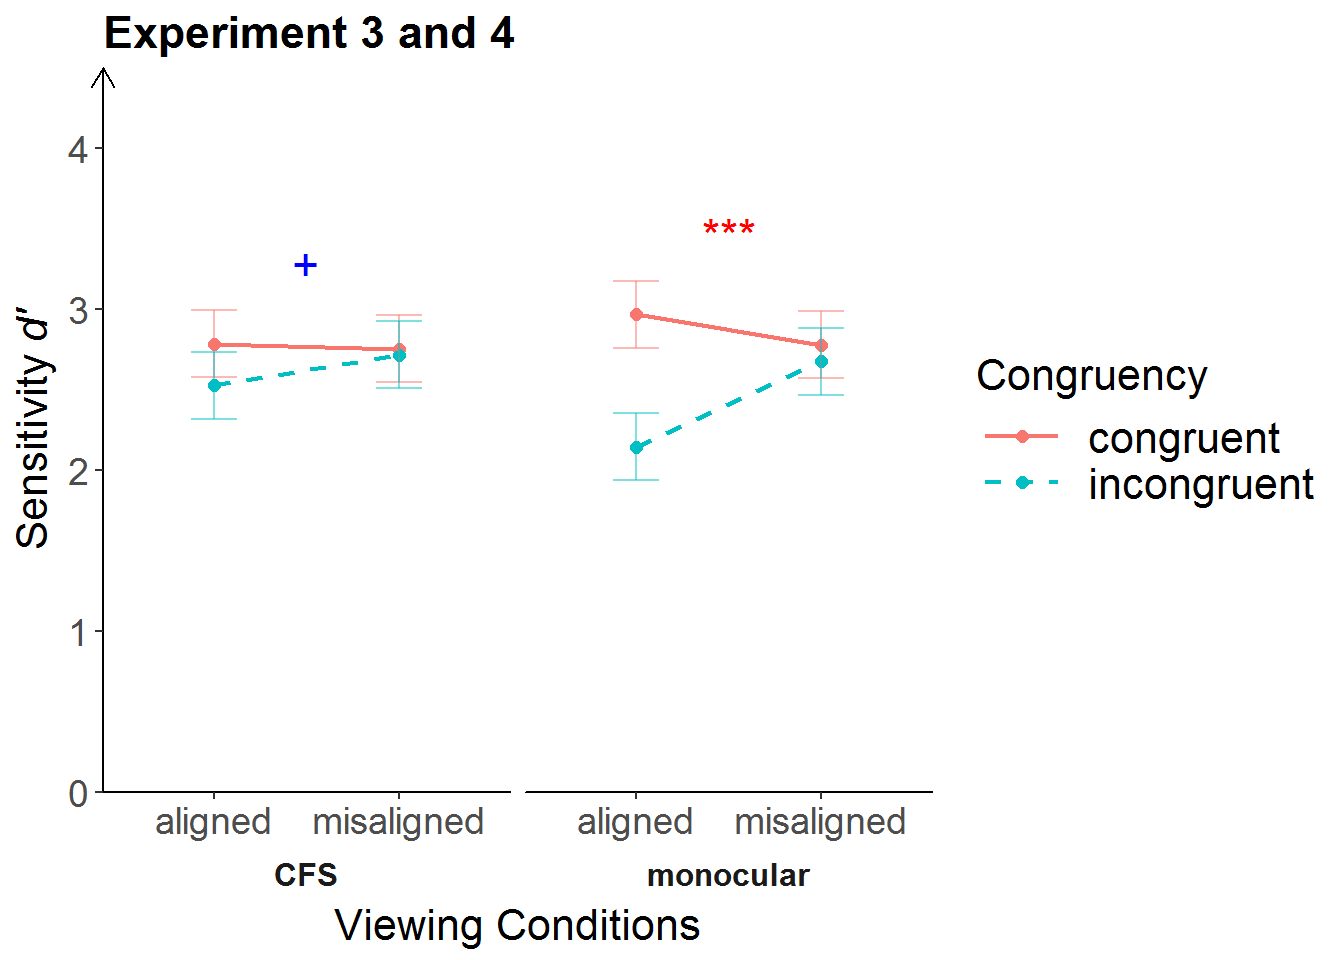 Experiment 3 and 4
4
3
2
1
0
Sensitivity d'
+
***
aligned misaligned aligned misaligned
CFS monocular
Viewing Conditions
Congruency
congruent
incongruent